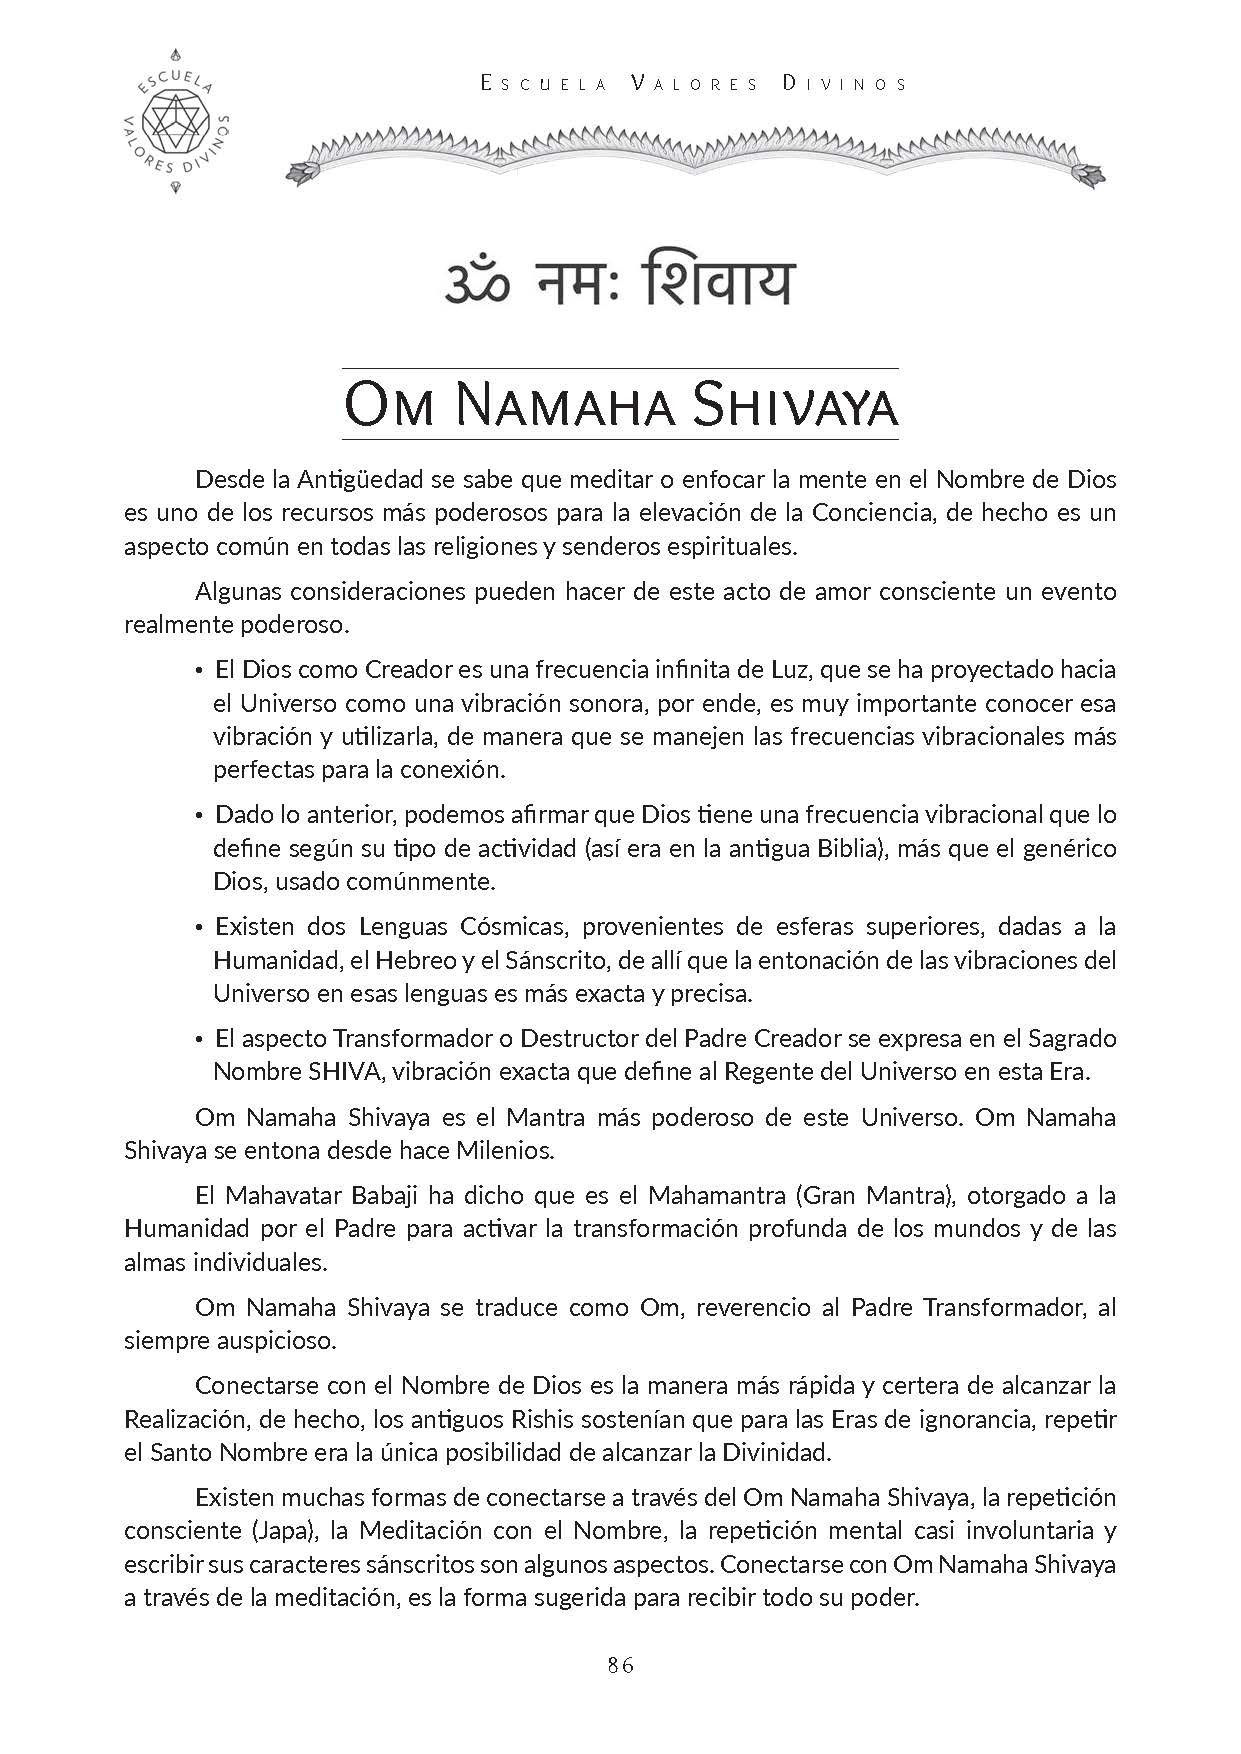 ESCUELA
VALORES DIVINOS
Escuela Valores Divinos
ॐ नमः शिवाय
Om Namaha Shivaya
Desde la Antigüedad se sabe que meditar o enfocar la mente en el Nombre de Dios
es uno de los recursos más poderosos para la elevación de la Conciencia, de hecho es un
aspecto común en todas las religiones y senderos espirituales.
Algunas consideraciones pueden hacer de este acto de amor consciente un evento
realmente poderoso.
• El Dios como Creador es una frecuencia infinita de Luz, que se ha proyectado hacia
el Universo como una vibración sonora, por ende, es muy importante conocer esa
vibración y utilizarla, de manera que se manejen las frecuencias vibracionales más
perfectas para la conexión.
• Dado lo anterior, podemos afirmar que Dios tiene una frecuencia vibracional que lo
define según su tipo de actividad (así era en la antigua Biblia), más que el genérico
Dios, usado comúnmente.
• Existen dos Lenguas Cósmicas, provenientes de esferas superiores, dadas a la
Humanidad, el Hebreo y el Sánscrito, de allí que la entonación de las vibraciones del
Universo en esas lenguas es más exacta y precisa.
• El aspecto Transformador o Destructor del Padre Creador se expresa en el Sagrado
Nombre SHIVA, vibración exacta que define al Regente del Universo en esta Era.
Om Namaha Shivaya es el Mantra más poderoso de este Universo. Om Namaha
Shivaya se entona desde hace Milenios.
El Mahavatar Babaji ha dicho que es el Mahamantra (Gran Mantra), otorgado a la
Humanidad por el Padre para activar la transformación profunda de los mundos y de las
almas individuales.
Om Namaha Shivaya se traduce como Om, reverencio al Padre Transformador, al
siempre auspicioso.
Conectarse con el Nombre de Dios es la manera más rápida y certera de alcanzar la
Realización, de hecho, los antiguos Rishis sostenían que para las Eras de ignorancia, repetir
el Santo Nombre era la única posibilidad de alcanzar la Divinidad.
Existen muchas formas de conectarse a través del Om Namaha Shivaya, la repetición
consciente (Japa), la Meditación con el Nombre, la repetición mental casi involuntaria y
escribir sus caracteres sánscritos son algunos aspectos. Conectarse con Om Namaha Shivaya
a través de la meditación, es la forma sugerida para recibir todo su poder.
86